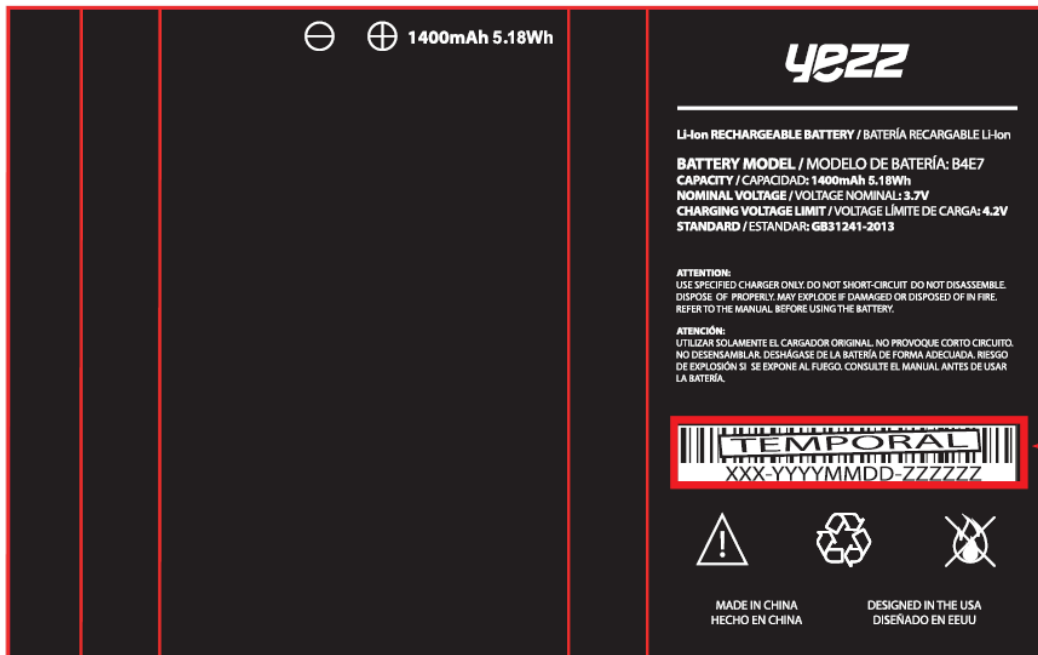 1400mAh 5.18Wh
yezz
Li-Ion RECHARGEABLE BATTERY / BATERÍA RECARGABLE Li-Ion
BATTERY MODEL / MODELO DE BATERÍA: B4E7
CAPACITY / CAPACIDAD: 1400mAh 5.18Wh
NOMINAL VOLTAGE / VOLTAGE NOMINAL: 3.7V
CHARGING VOLTAGE LIMIT / VOLTAGE LÍMITE DE CARGA: 4.2V
STANDARD / ESTANDAR: GB31241-2013
ATTENTION:
USE SPECIFIED CHARGER ONLY. DO NOT SHORT-CIRCUIT DO NOT DISASSEMBLE.
DISPOSE OF PROPERLY. MAY EXPLODE IF DAMAGED OR DISPOSED OF IN FIRE.
REFER TO THE MANUAL BEFORE USING THE BATTERY.
ATENCIÓN:
UTILIZAR SOLAMENTE EL CARGADOR ORIGINAL. NO PROVOQUE CORTO CIRCUITO.
NO DESENSAMBLAR. DESHÁGASE DE LA BATERÍA DE FORMA ADECUADA. RIESGO
DE EXPLOSIÓN SI SE EXPONE AL FUEGO. CONSULTE EL MANUAL ANTES DE USAR
LA BATERÍA.
TEMPORAL
XXX-YYYYMMDD-ZZZZZZ
MADE IN CHINA
HECHO EN CHINA
DESIGNED IN THE USA
DISEÑADO EN EEUU